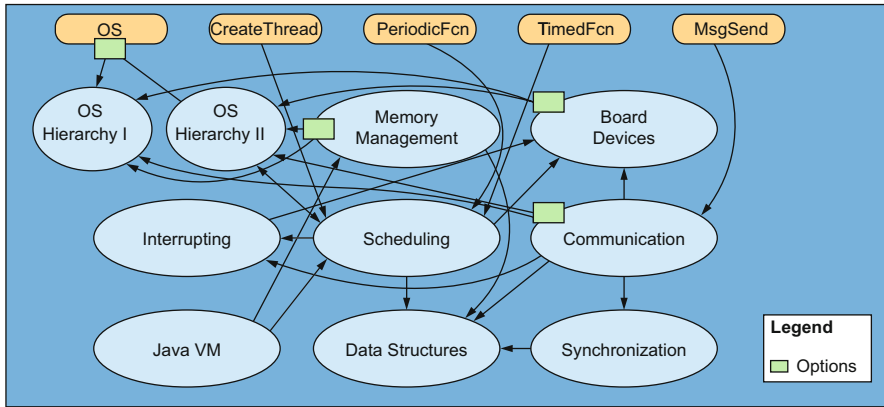 OS
CreateThread
PeriodicFcn
TimedFcn
MsgSend
OS
Hierarchy I
OS
Hierarchy II
Memory
Management
Board
Devices
Interrupting
Scheduling
Communication
Java VM
Data Structures
Synchronization
Legend
Options